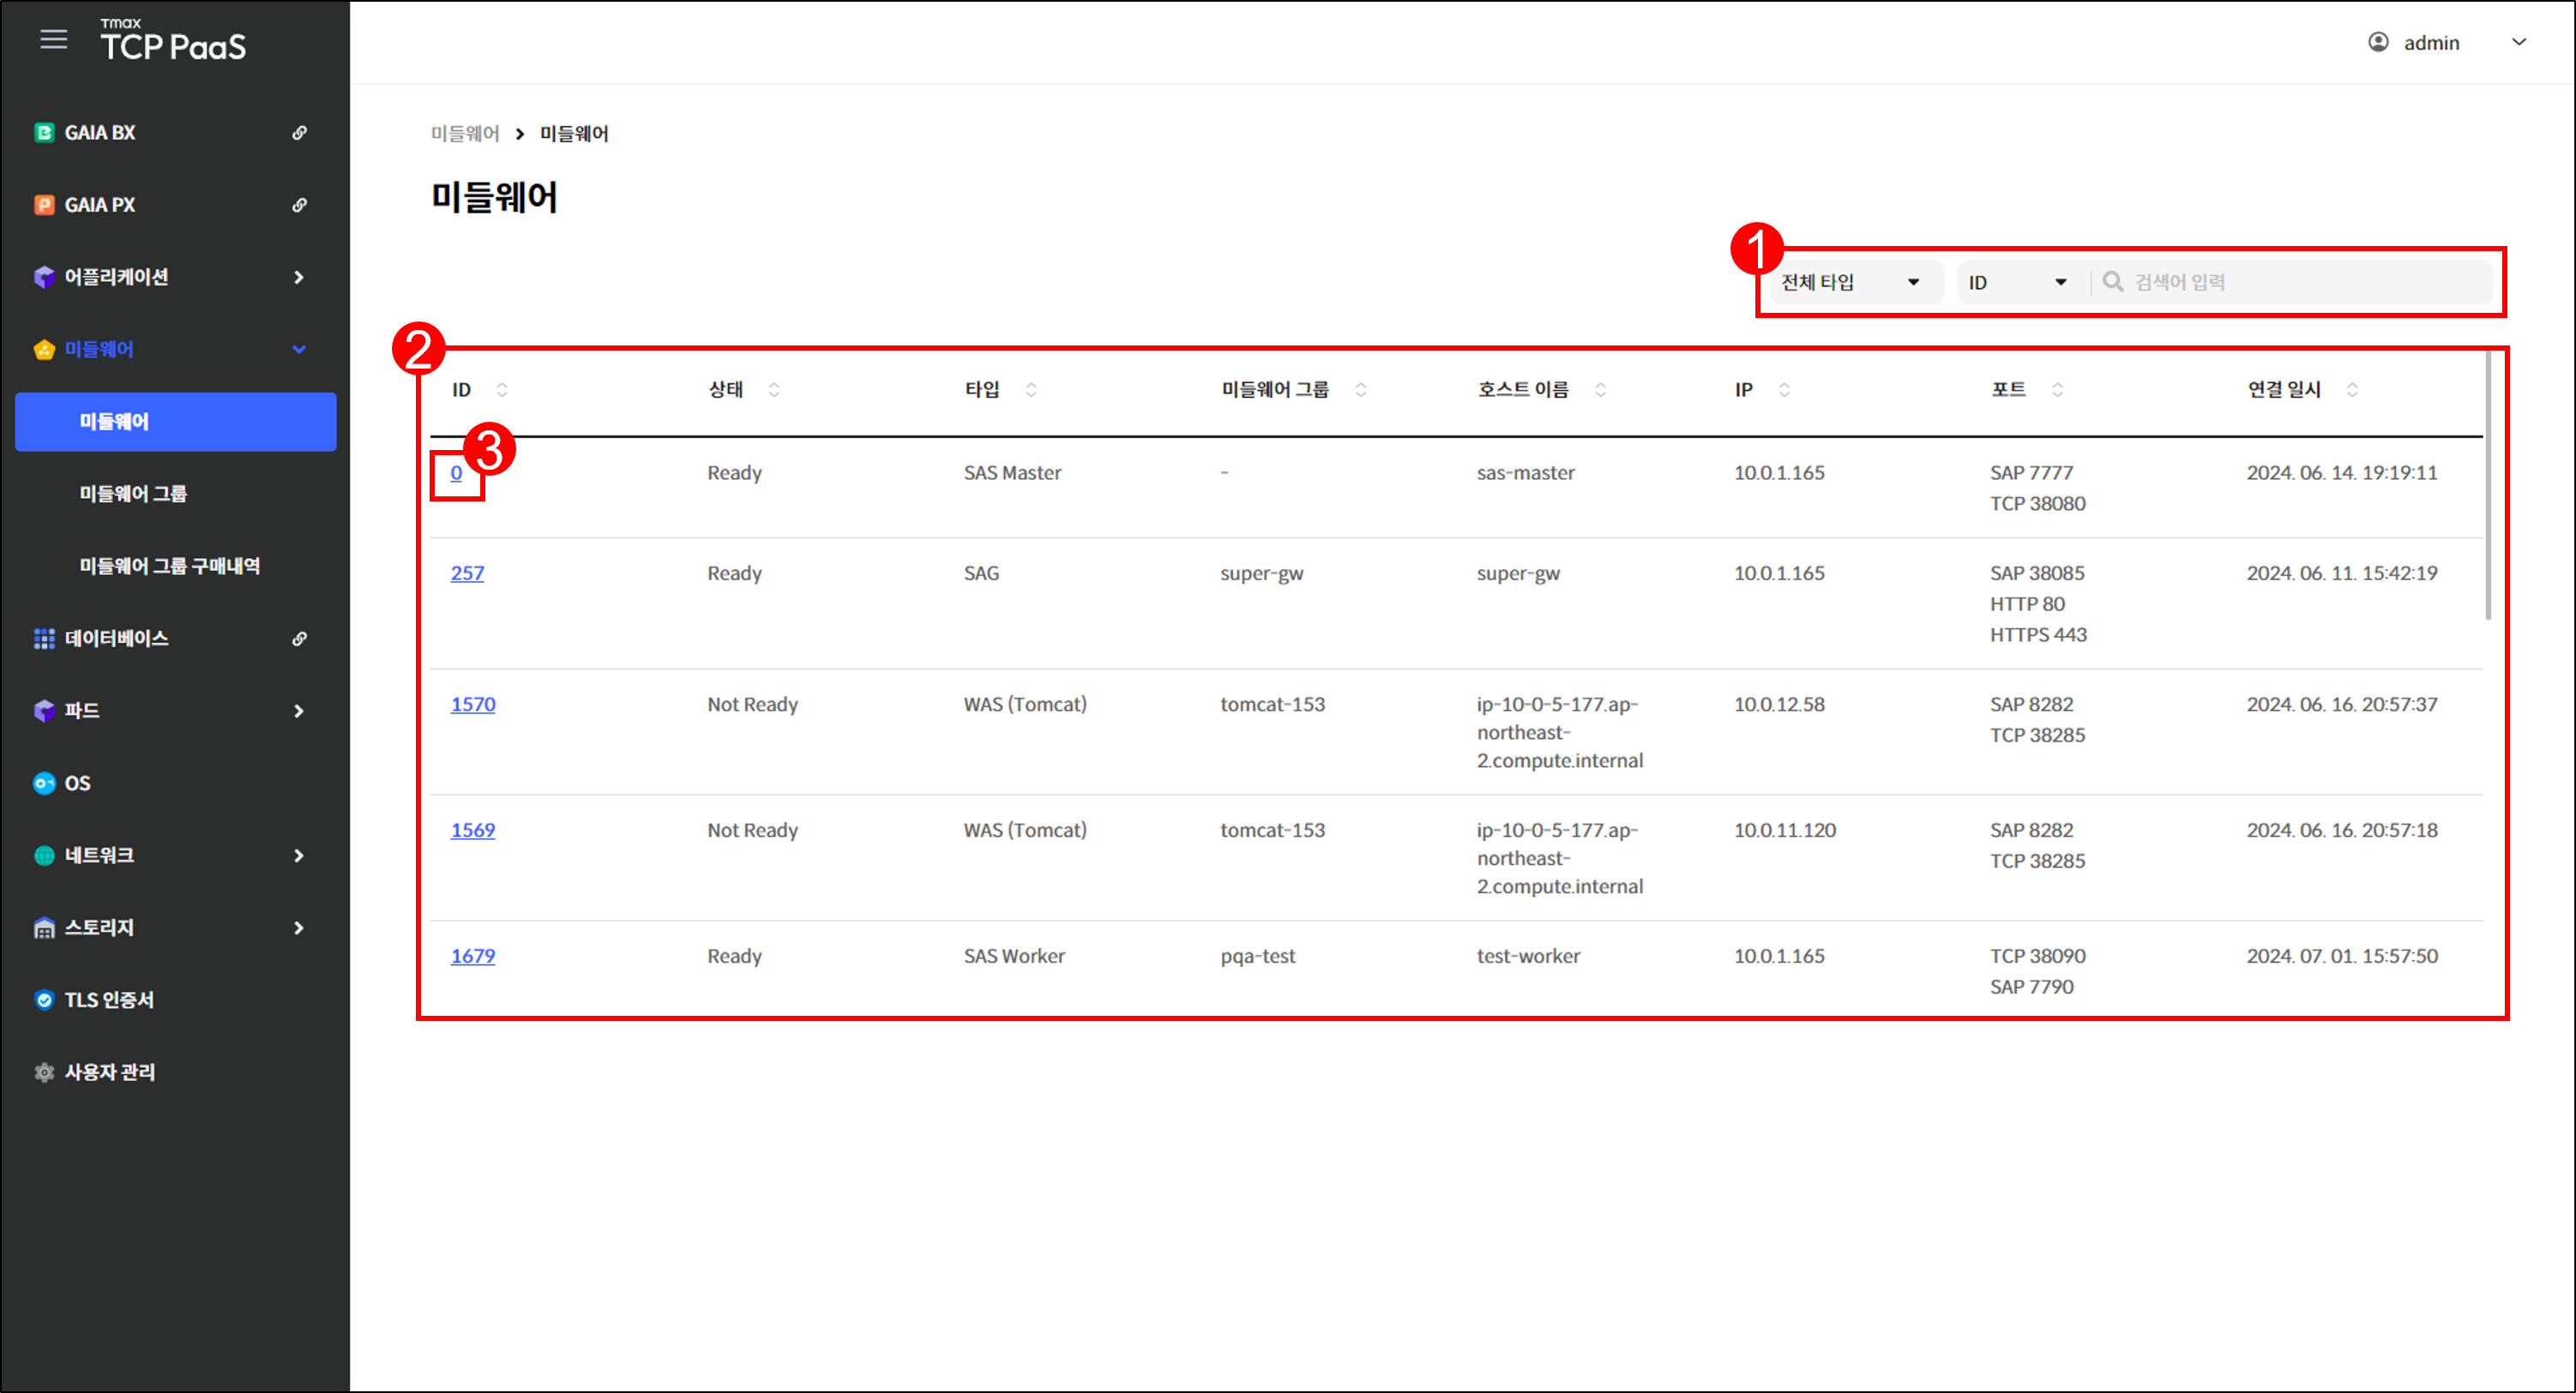 Tmax
TCP PaaS
admin
GAIA BX
GAIA PX
어플리케이션
미들웨어
미들웨어
미들웨어 그룹
미들웨어 그룹 구매내역
데이터베이스
파드
OS
네트워크
스토리지
TLS 인증서
사용자 관리
미들웨어 > 미들웨어
미들웨어
1
전체 타입 ID 검색어 입력
2
ID 상태 타입 미들웨어 그룹 호스트 이름 IP 포트 연결 일시
3
0 Ready SAS Master - sas-master 10.0.1.165 SAP 7777 2024. 06. 14. 19:19:11
TCP 38080
257 Ready SAG super-gw super-gw 10.0.1.165 SAP 38085 2024. 06. 11. 15:42:19
HTTP 80
HTTPS 443
1570 Not Ready WAS (Tomcat) tomcat-153 ip-10-0-5-177.ap- 10.0.12.58 SAP 8282 2024. 06. 16. 20:57:37
northeast- TCP 38285
2.compute.internal
1569 Not Ready WAS (Tomcat) tomcat-153 ip-10-0-5-177.ap- 10.0.11.120 SAP 8282 2024. 06. 16. 20:57:18
northeast- TCP 38285
2.compute.internal
1679 Ready SAS Worker pqa-test test-worker 10.0.1.165 TCP 38090 2024. 07. 01. 15:57:50
SAP 7790